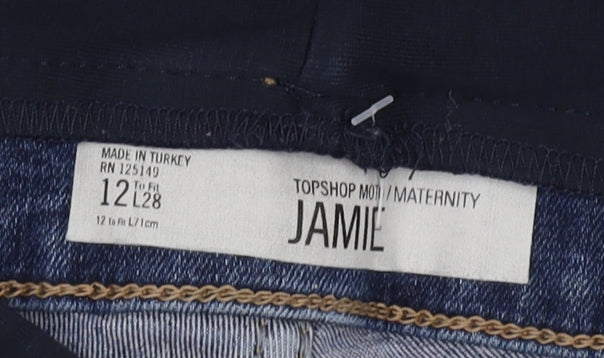 MADE IN TURKEY
RN 125149
12 To Fit L28
12 To Fit L71cm
TOPSHOP MOTO/MATERNITY
JAMIE